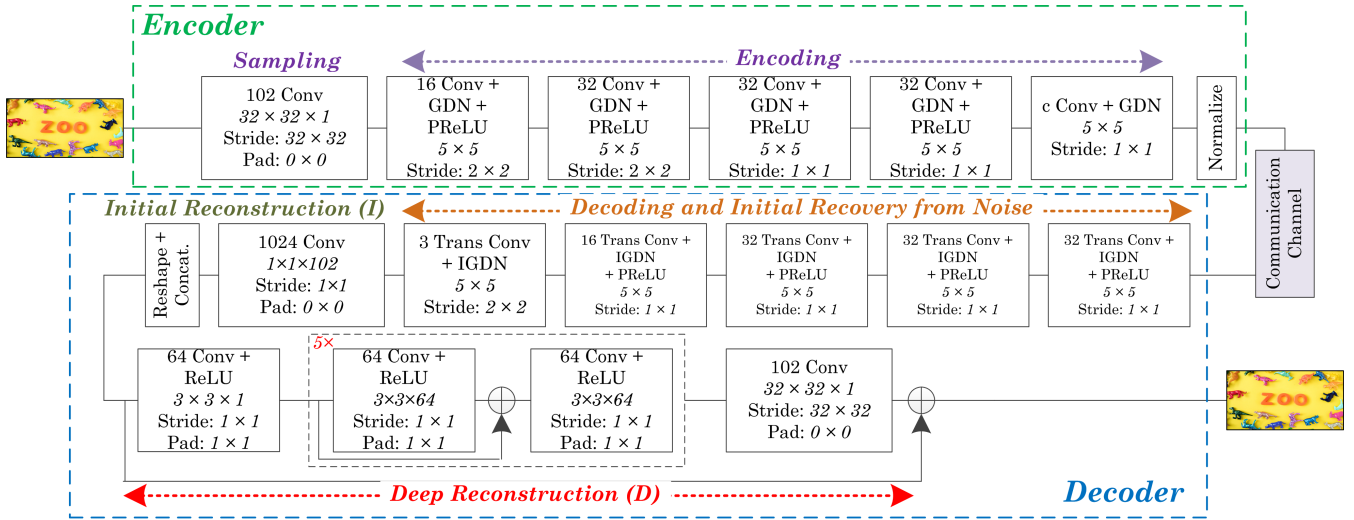 Encoder
Sampling
Encoding
ZOO
102 Conv
32 × 32 × 1
Stride: 32 × 32
Pad: 0 × 0
16 Conv +
GDN +
PReLU
5 × 5
Stride: 2 × 2
32 Conv +
GDN +
PReLU
5 × 5
Stride: 2 × 2
32 Conv +
GDN +
PReLU
5 × 5
Stride: 1 × 1
32 Conv +
GDN +
PReLU
5 × 5
Stride: 1 × 1
c Conv + GDN
5 × 5
Stride: 1 × 1
Normalize
Communication
Channel
Initial Reconstruction (I)
Decoding and Initial Recovery from Noise
Reshape +
Concat.
1024 Conv
1×1×102
Stride: 1×1
Pad: 0 × 0
3 Trans Conv
+ IGDN
5 × 5
Stride: 2 × 2
16 Trans Conv +
IGDN
+ PReLU
5 × 5
Stride: 1 × 1
32 Trans Conv +
IGDN
+ PReLU
5 × 5
Stride: 1 × 1
32 Trans Conv +
IGDN
+ PReLU
5 × 5
Stride: 1 × 1
32 Trans Conv +
IGDN
+ PReLU
5 × 5
Stride: 1 × 1
64 Conv +
ReLU
3 × 3 × 1
Stride: 1 × 1
Pad: 1 × 1
5×
64 Conv +
ReLU
3×3×64
Stride: 1 × 1
Pad: 1 × 1
64 Conv +
ReLU
3×3×64
Stride: 1 × 1
Pad: 1 × 1
102 Conv
32 × 32 × 1
Stride: 32 × 32
Pad: 0 × 0
ZOO
Deep Reconstruction (D)
Decoder